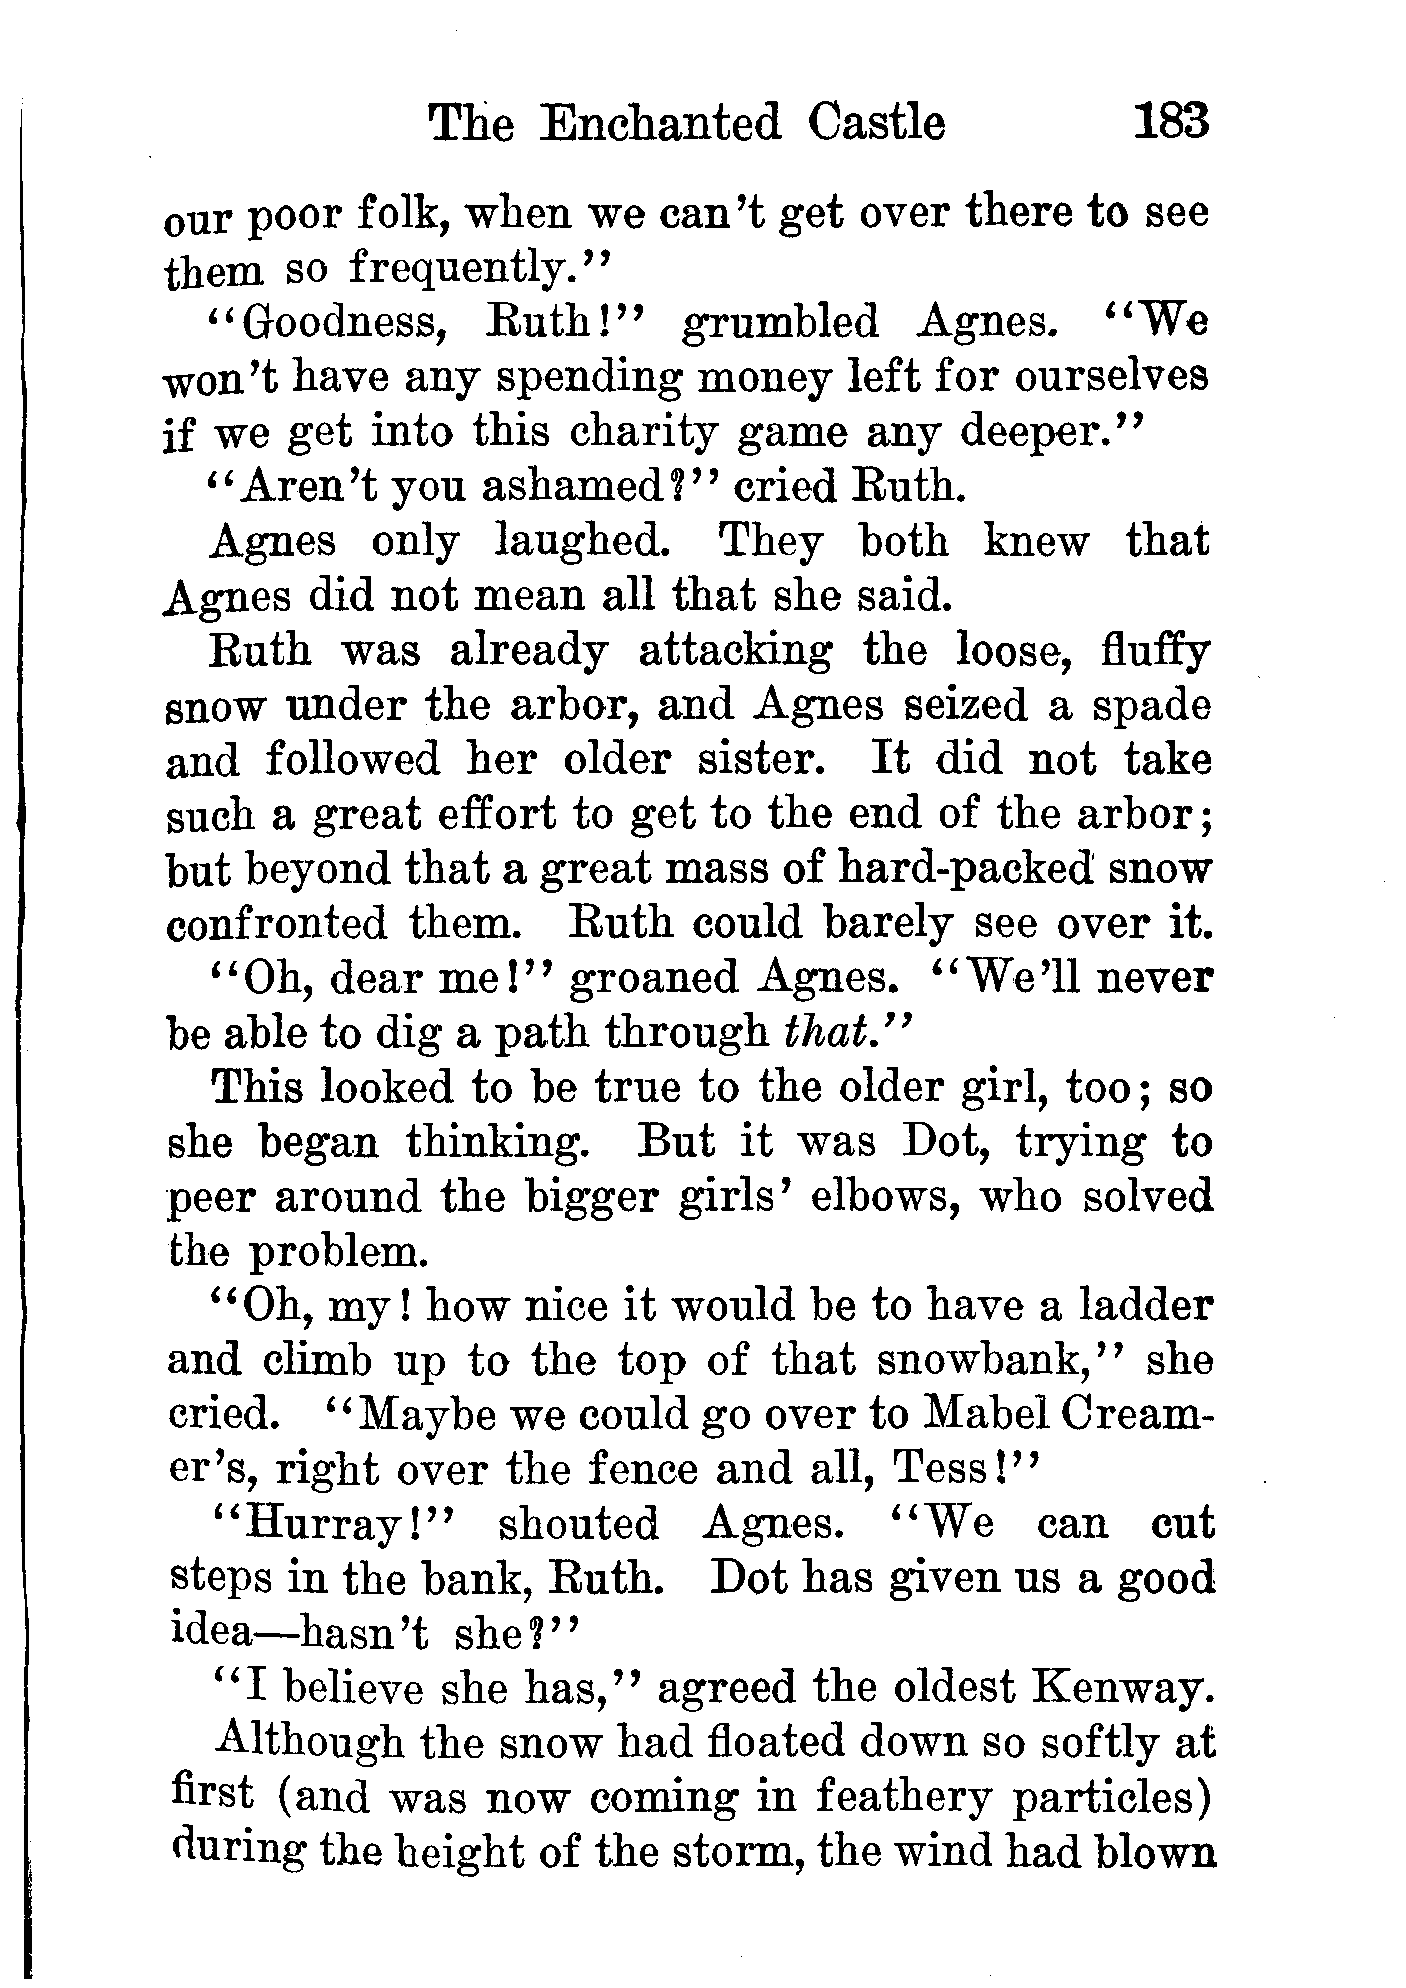 The Enchanted Castle 183
our poor folk, when we can't get over there to see
them so frequently."
"Goodness, Ruth!" grumbled Agnes. "We
won't have any spending money left for ourselves
if we get into this charity game any deeper."
"Aren't you ashamed?" cried Ruth.
Agnes only laughed. They both knew that
Agnes did not mean all that she said.
Ruth was already attacking the loose, fluffy
snow under the arbor, and Agnes seized a spade
and followed her older sister. It did not take
such a great effort to get to the end of the arbor;
but beyond that a great mass of hard-packed snow
confronted them. Ruth could barely see over it.
"Oh, dear me!" groaned Agnes. "We'll never
be able to dig a path through that."
This looked to be true to the older girl, too; so
she began thinking. But it was Dot, trying to
peer around the bigger girls' elbows, who solved
the problem.
"Oh, my! how nice it would be to have a ladder
and climb up to the top of that snowbank," she
cried. "Maybe we could go over to Mabel Cream-
er's, right over the fence and all, Tess!"
"Hurray!" shouted Agnes. "We can cut
steps in the bank, Ruth. Dot has given us a good
idea—hasn't she?"
"I believe she has," agreed the oldest Kenway.
Although the snow had floated down so softly at
first (and was now coming in feathery particles)
during the height of the storm, the wind had blown